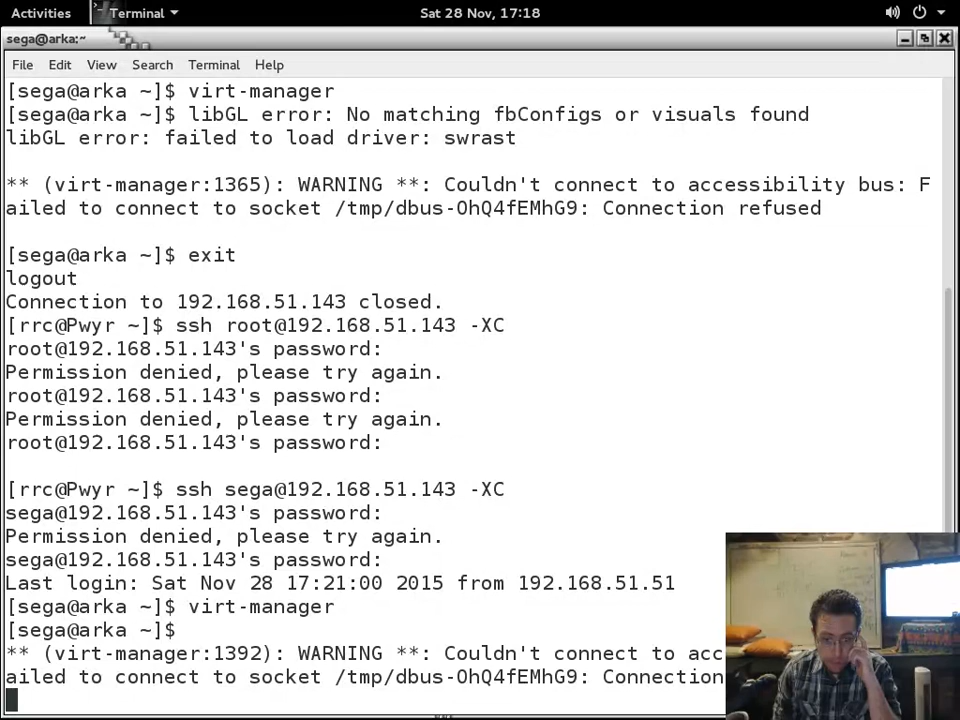 Activities Terminal Sat 28 Nov, 17:18
sega@arka:~
File Edit View Search Terminal Help
[sega@arka ~]$ virt-manager
[sega@arka ~]$ libGL error: No matching fbConfigs or visuals found
libGL error: failed to load driver: swrast
** (virt-manager:1365): WARNING **: Couldn't connect to accessibility bus: F
ailed to connect to socket /tmp/dbus-OhQ4fEMhG9: Connection refused
[sega@arka ~]$ exit
logout
Connection to 192.168.51.143 closed.
[rrc@Pwyr ~]$ ssh root@192.168.51.143 -XC
root@192.168.51.143's password:
Permission denied, please try again.
root@192.168.51.143's password:
Permission denied, please try again.
root@192.168.51.143's password:
[rrc@Pwyr ~]$ ssh sega@192.168.51.143 -XC
sega@192.168.51.143's password:
Permission denied, please try again.
sega@192.168.51.143's password:
Last login: Sat Nov 28 17:21:00 2015 from 192.168.51.51
[sega@arka ~]$ virt-manager
[sega@arka ~]$
** (virt-manager:1392): WARNING **: Couldn't connect to acc
ailed to connect to socket /tmp/dbus-OhQ4fEMhG9: Connection